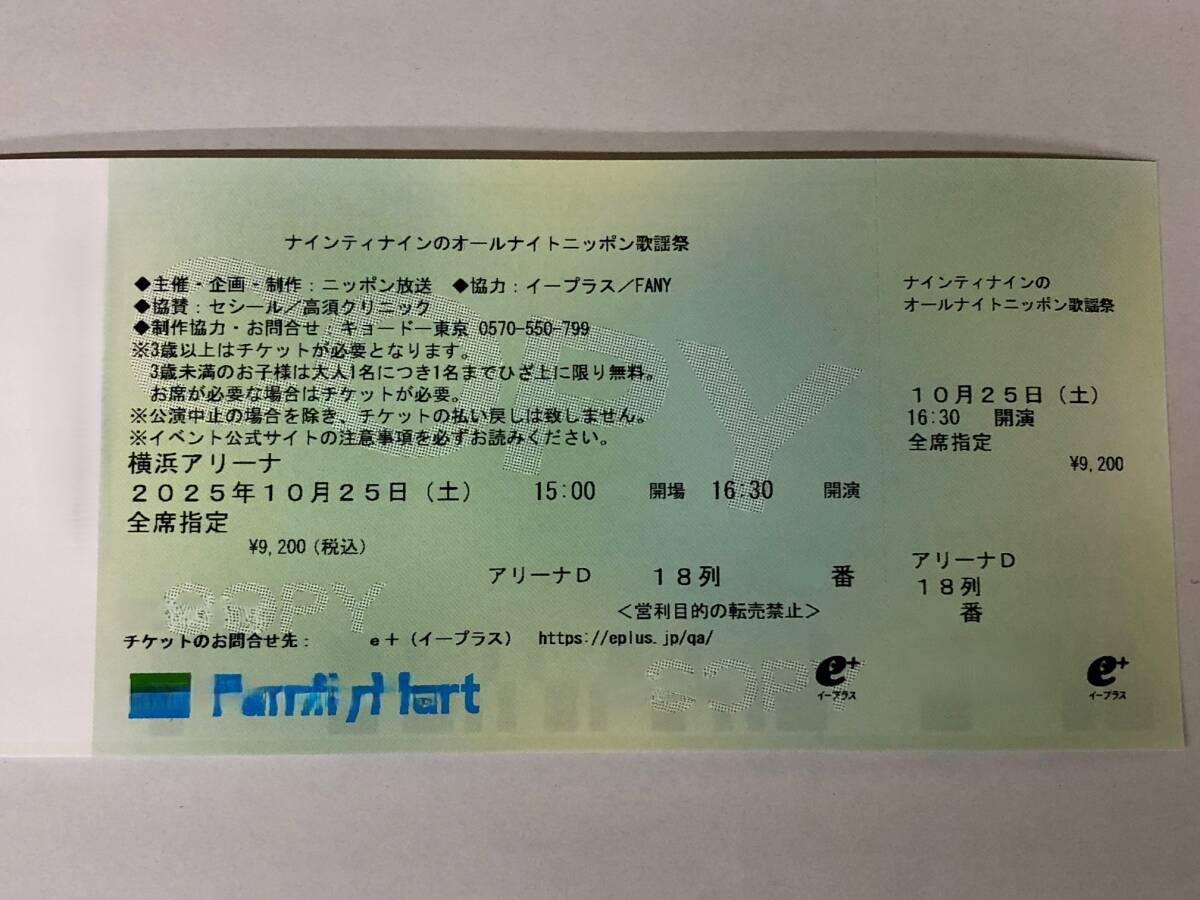 ナインティナインのオールナイトニッポン歌謡祭
◆主催・企画・制作：ニッポン放送　◆協力：イープラス／FANY
◆協賛：セシール／高須クリニック
◆制作協力・お問合せ：キョードー東京 0570-550-799
※3歳以上はチケットが必要となります。
3歳未満のお子様は大人1名につき1名までひざ上に限り無料。
お席が必要な場合はチケットが必要。
※公演中止の場合を除き、チケットの払い戻しは致しません。
※イベント公式サイトの注意事項を必ずお読みください。
横浜アリーナ
２０２５年１０月２５日（土）　15:00　開場　16:30　開演
全席指定
¥9,200（税込）
アリーナＤ　１８列　番
＜営利目的の転売禁止＞
チケットのお問合せ先：　ｅ＋（イープラス）　https://eplus.jp/qa/
FamilyMart
e+
イープラス
ナインティナインの
オールナイトニッポン歌謡祭
１０月２５日（土）
16:30　開演
全席指定
¥9,200
アリーナＤ
１８列
番
e+
イープラス
COPY
COPY
COPY